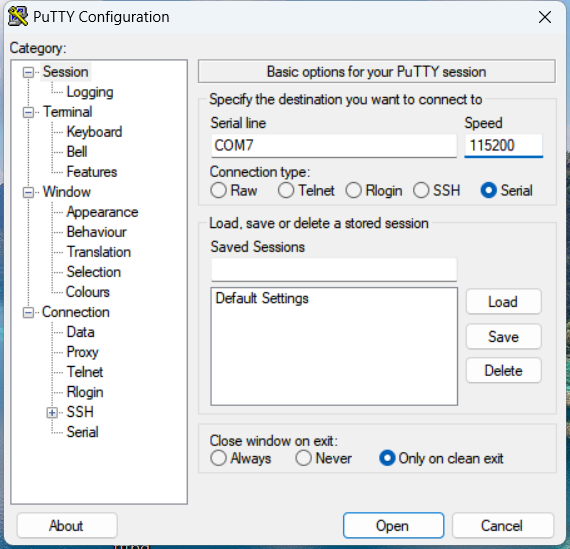 PuTTY Configuration
Category:
Session
Logging
Terminal
Keyboard
Bell
Features
Window
Appearance
Behaviour
Translation
Selection
Colours
Connection
Data
Proxy
Telnet
Rlogin
SSH
Serial
Basic options for your PuTTY session
Specify the destination you want to connect to
Serial line Speed
COM7 115200
Connection type:
Raw Telnet Rlogin SSH Serial
Load, save or delete a stored session
Saved Sessions
Default Settings
Load
Save
Delete
Close window on exit:
Always Never Only on clean exit
About Open Cancel